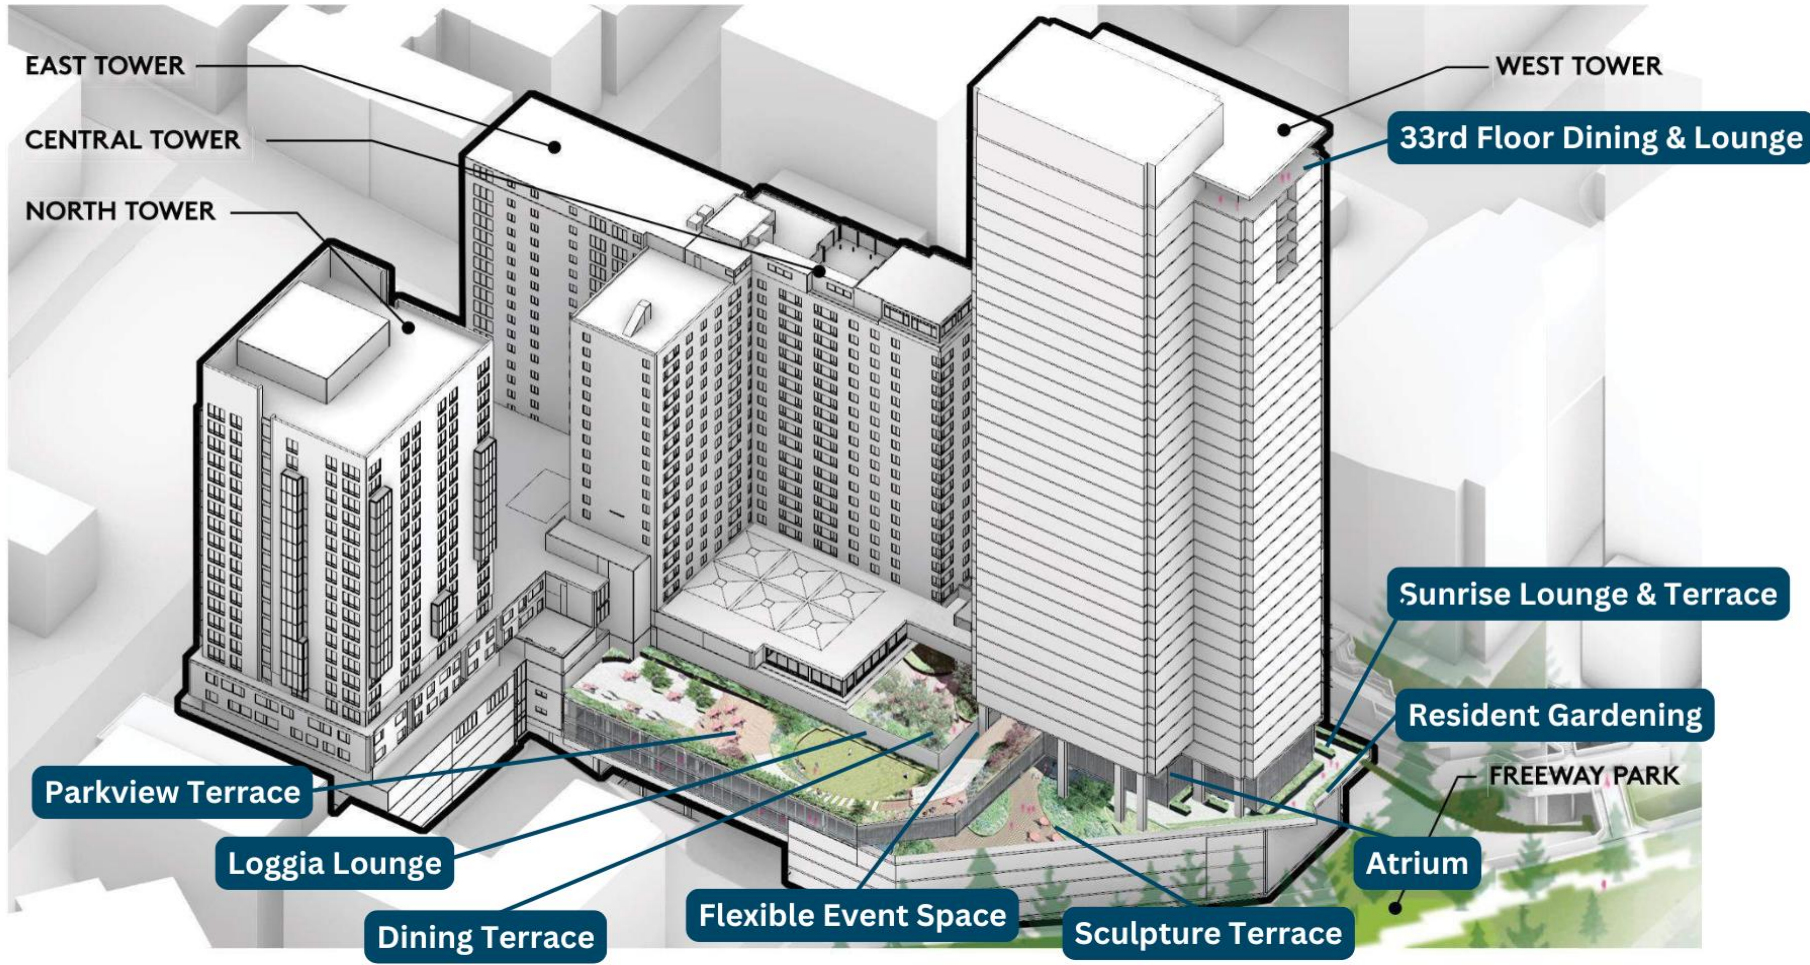 EAST TOWER
WEST TOWER
33rd Floor Dining & Lounge
CENTRAL TOWER
NORTH TOWER
Sunrise Lounge & Terrace
Resident Gardening
FREEWAY PARK
Parkview Terrace
Loggia Lounge
Atrium
Flexible Event Space
Sculpture Terrace
Dining Terrace